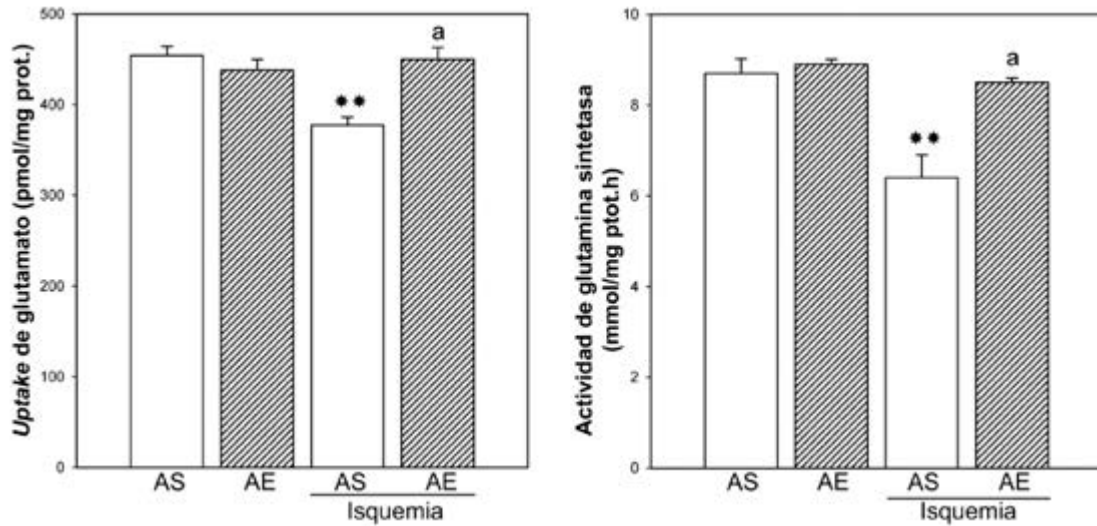 Uptake de glutamato (pmol/mg prot.)
500
400
300
200
100
0
**
a
AS AE AS AE
Isquemia
Actividad de glutamina sintetasa
(mmol/mg ptot.h)
10
8
6
4
2
0
**
a
AS AE AS AE
Isquemia